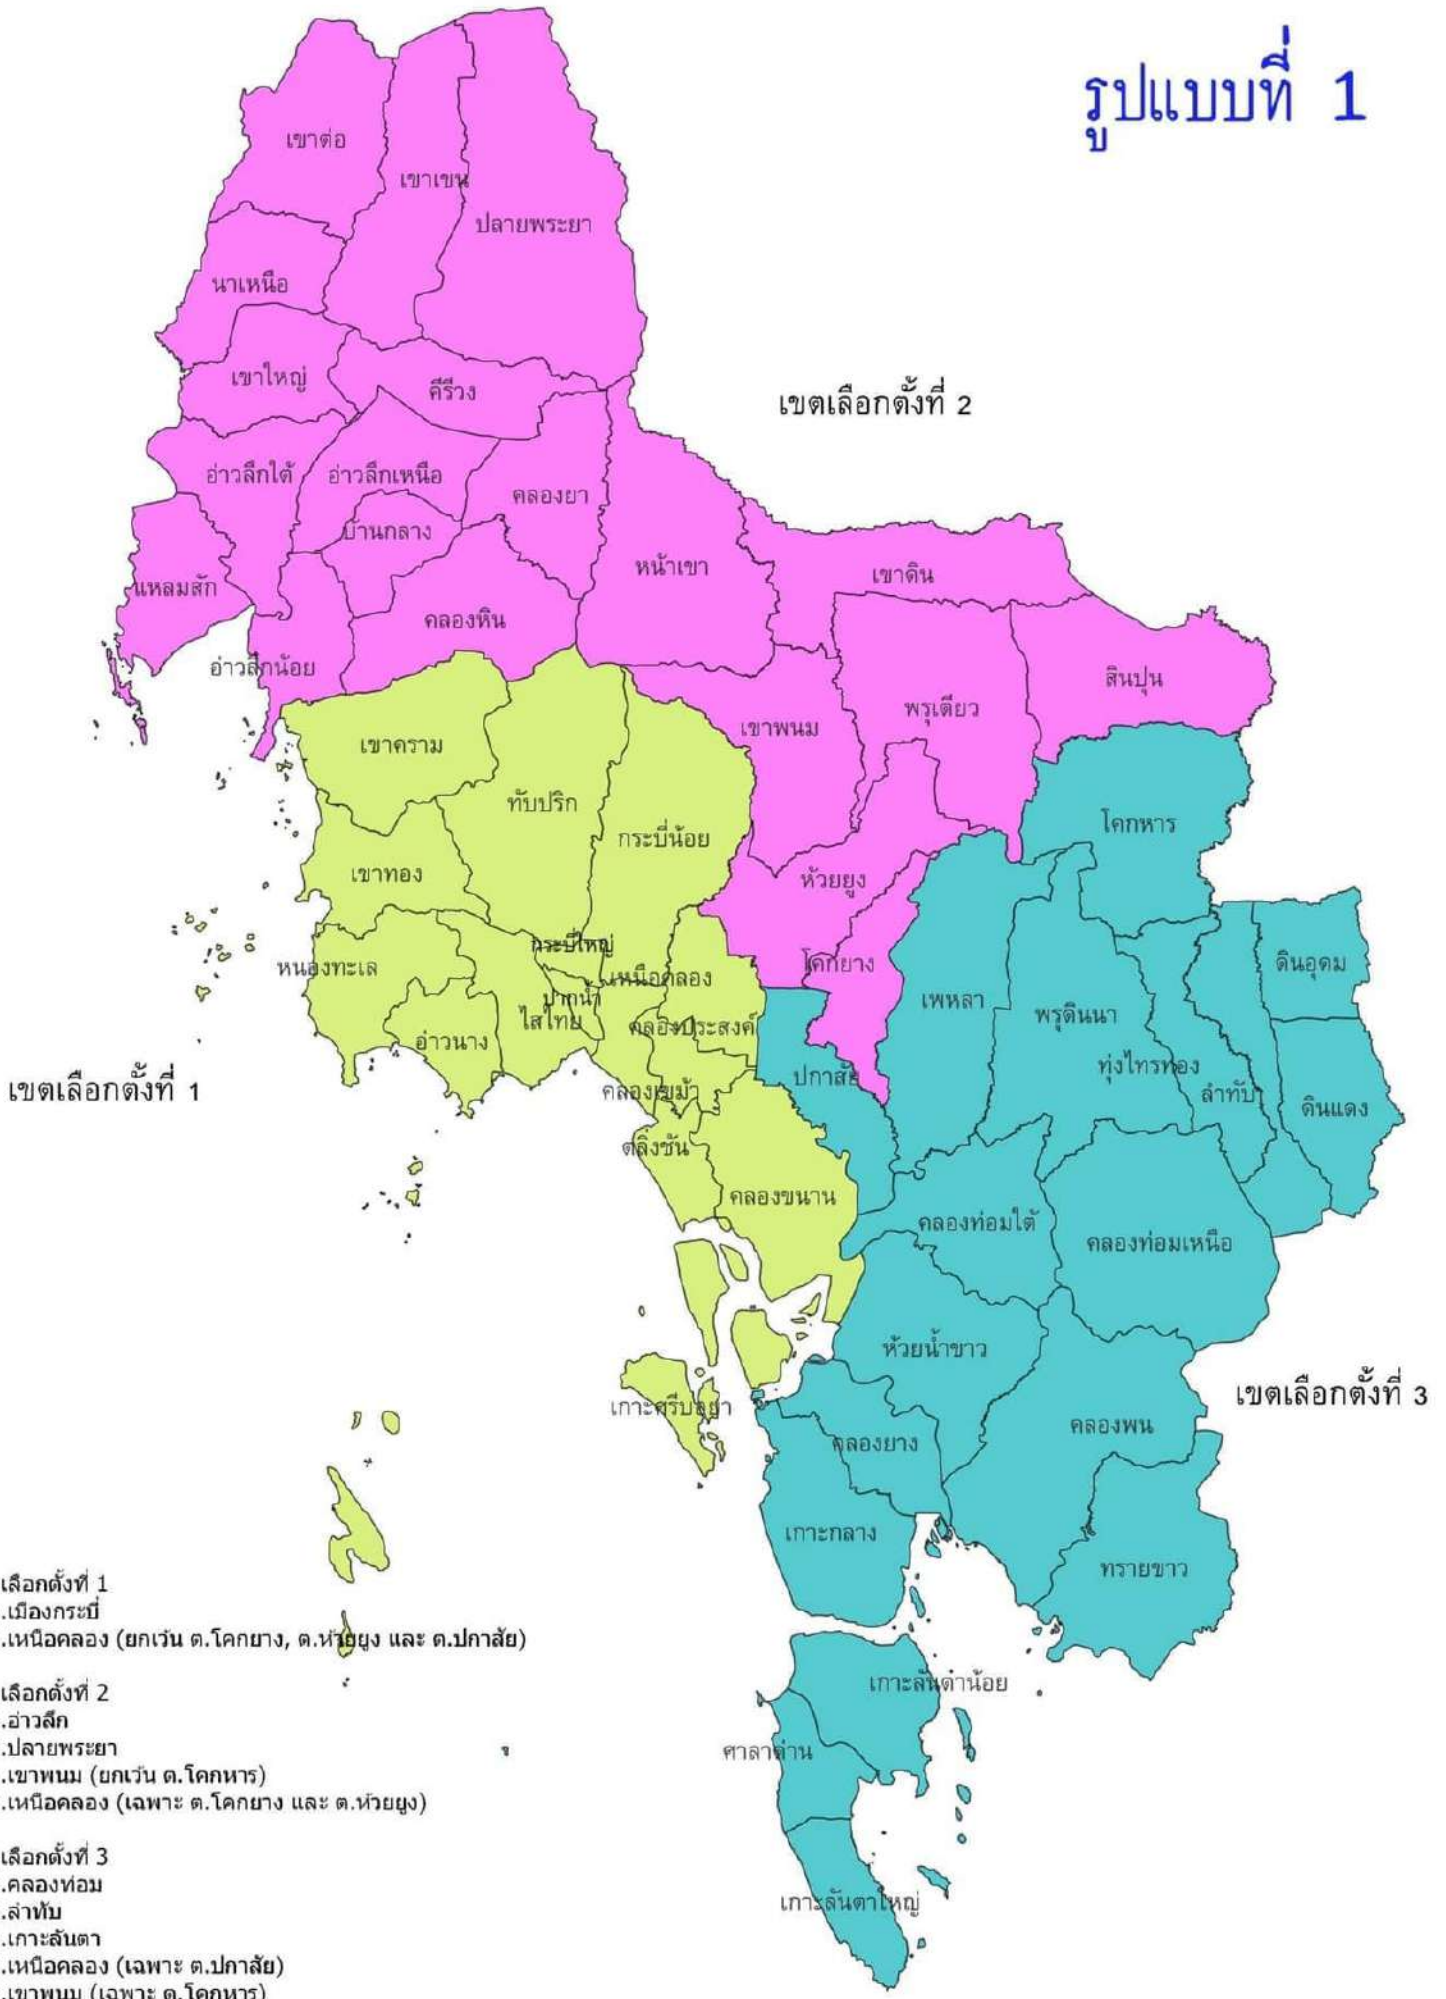 รูปแบบที่ 1
เขาต่อ
เขาเขน
ปลายพระยา
นาเหนือ
เขาใหญ่
คีรีวง
เขตเลือกตั้งที่ 2
อ่าวลึกใต้
อ่าวลึกเหนือ
คลองยา
บ้านกลาง
หน้าเขา
เขาดิน
แหลมสัก
คลองหิน
อ่าวลึกน้อย
สินปุน
พรุเตียว
เขาพนม
เขาคราม
ทับปริก
โคกหาร
กระบี่น้อย
เขาทอง
ห้วยยูง
กระบี่ใหญ่
หนองทะเล
เหนือคลอง
โคกยาง
ดินอุดม
ปากน้ำ
เพหลา
ไสไทย
คลองประสงค์
พรุดินนา
อ่าวนาง
ทุ่งไทรทอง
ปกาสัย
เขตเลือกตั้งที่ 1
คลองเขม้า
ลำทับ
ดินแดง
ตลิ่งชัน
คลองขนาน
คลองท่อมใต้
คลองท่อมเหนือ
ห้วยน้ำขาว
เขตเลือกตั้งที่ 3
เกาะศรีบอยา
คลองพน
คลองยาง
เกาะกลาง
ทรายขาว
เลือกตั้งที่ 1
.เมืองกระบี่
.เหนือคลอง (ยกเว้น ต.โคกยาง, ต.ห้วยยูง และ ต.ปกาสัย)
เกาะลันตาน้อย
เลือกตั้งที่ 2
.อ่าวลึก
.ปลายพระยา
ศาลาด่าน
.เขาพนม (ยกเว้น ต.โคกหาร)
.เหนือคลอง (เฉพาะ ต.โคกยาง และ ต.ห้วยยูง)
เลือกตั้งที่ 3
.คลองท่อม
เกาะลันตาใหญ่
.ลำทับ
.เกาะลันตา
.เหนือคลอง (เฉพาะ ต.ปกาสัย)
.เขาพนม (เฉพาะ ต.โคกหาร)